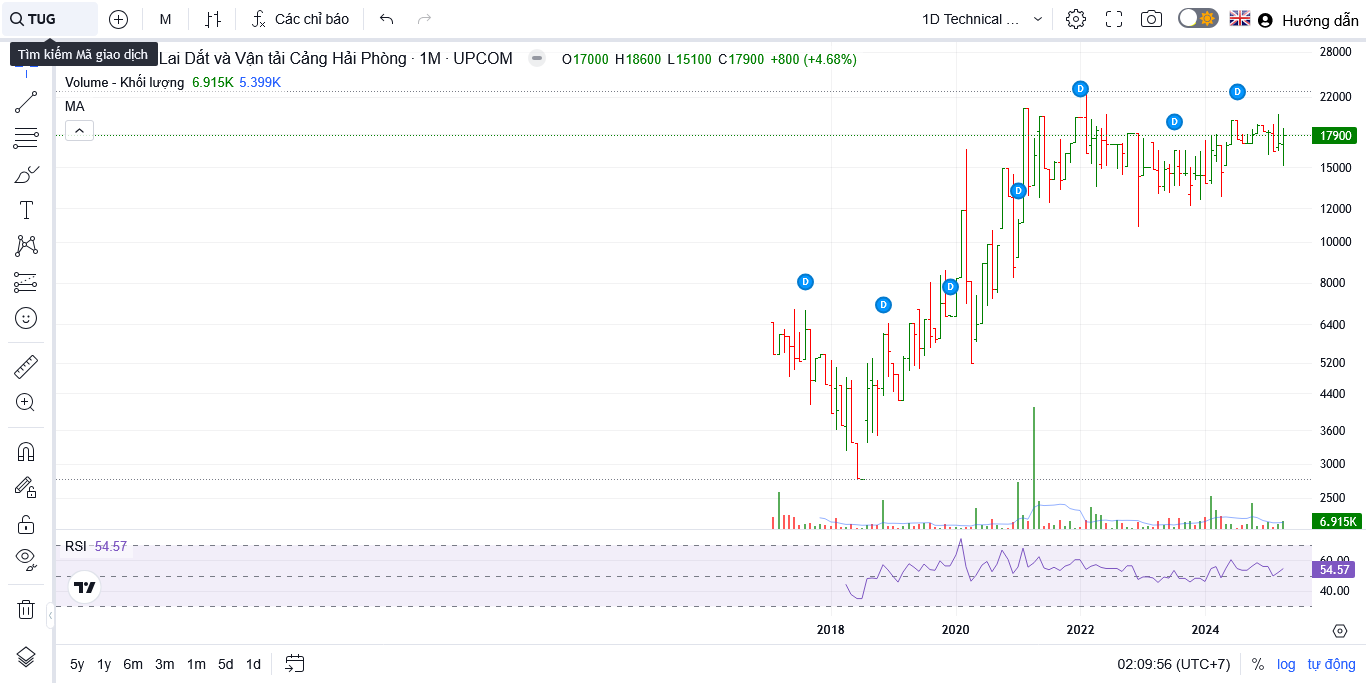 TUG
M
Các chỉ báo
1D Technical ...
Hướng dẫn
Tìm kiếm Mã giao dịch
Lai Dắt và Vận tải Cảng Hải Phòng · 1M · UPCOM
O17000 H18600 L15100 C17900 +800 (+4.68%)
Volume - Khối lượng 6.915K 5.399K
MA
28000
22000
17900
15000
12000
10000
8000
6400
5200
4400
3600
3000
2500
6.915K
D
D
D
D
D
D
D
RSI 54.57
60.00
54.57
40.00
2018
2020
2022
2024
5y 1y 6m 3m 1m 5d 1d
02:09:56 (UTC+7)
% log tự động